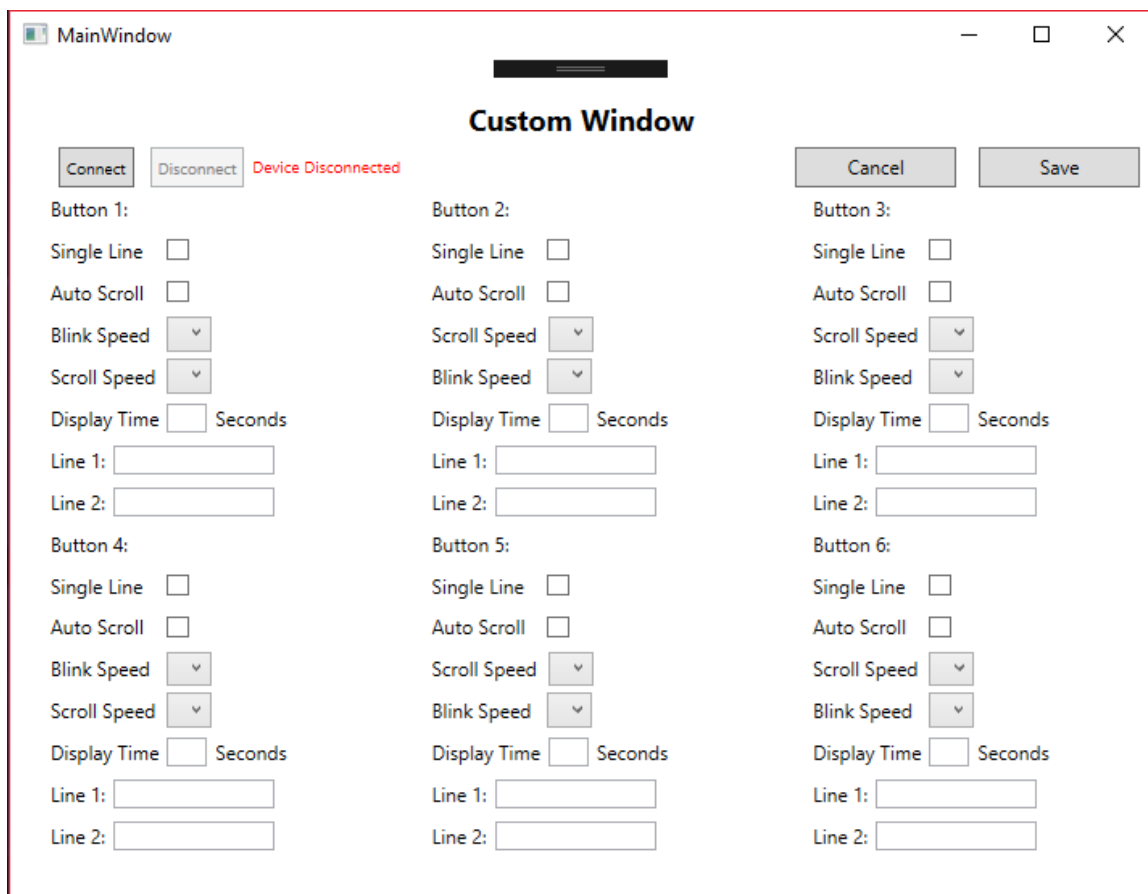 MainWindow
Custom Window
Connect Disconnect Device Disconnected Cancel Save
Button 1: Button 2: Button 3:
Single Line Single Line Single Line
Auto Scroll Auto Scroll Auto Scroll
Blink Speed Scroll Speed Scroll Speed
Scroll Speed Blink Speed Blink Speed
Display Time Seconds Display Time Seconds Display Time Seconds
Line 1: Line 1: Line 1:
Line 2: Line 2: Line 2:
Button 4: Button 5: Button 6:
Single Line Single Line Single Line
Auto Scroll Auto Scroll Auto Scroll
Blink Speed Scroll Speed Scroll Speed
Scroll Speed Blink Speed Blink Speed
Display Time Seconds Display Time Seconds Display Time Seconds
Line 1: Line 1: Line 1:
Line 2: Line 2: Line 2: